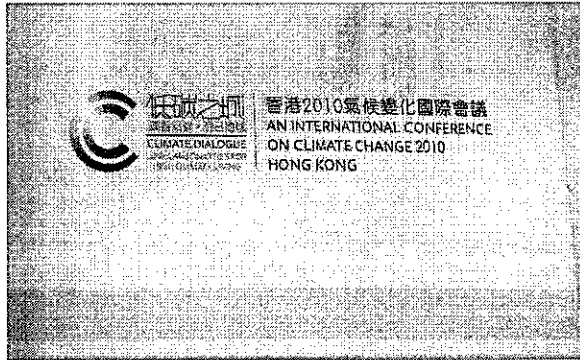 低碳之城
CLIMATE DIALOGUE
香港2010氣候變化國際會議
AN INTERNATIONAL CONFERENCE
ON CLIMATE CHANGE 2010
HONG KONG